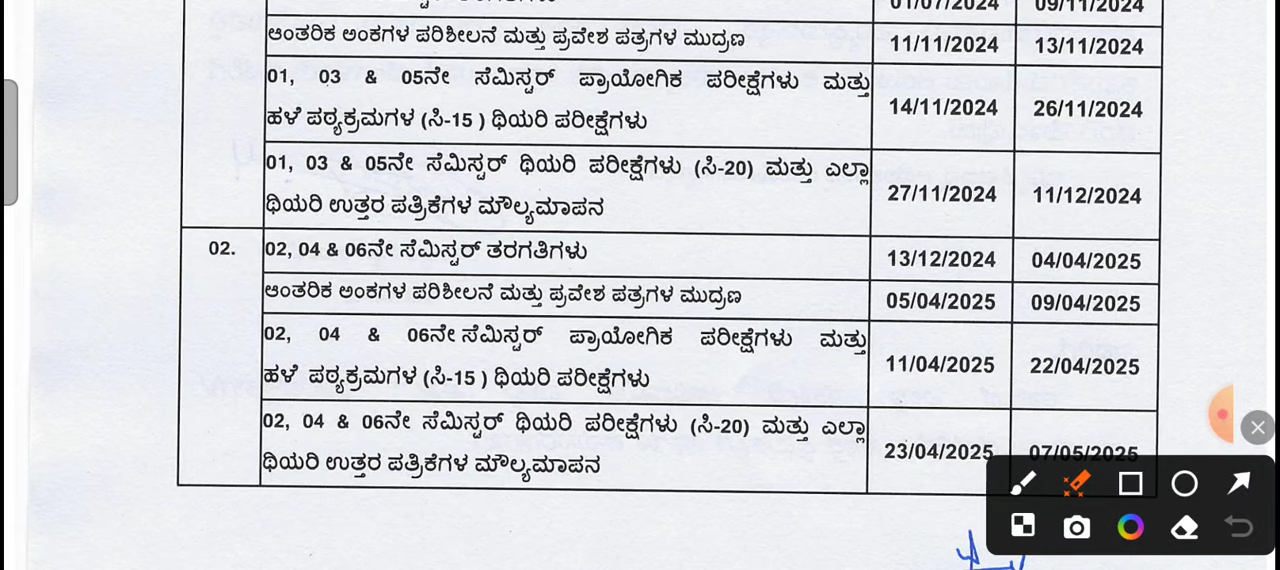 01/07/2024 09/11/2024
ಆಂತರಿಕ ಅಂಕಗಳ ಪರಿಶೀಲನೆ ಮತ್ತು ಪ್ರವೇಶ ಪತ್ರಗಳ ಮುದ್ರಣ 11/11/2024 13/11/2024
01, 03 & 05ನೇ ಸೆಮಿಸ್ಟರ್ ಪ್ರಾಯೋಗಿಕ ಪರೀಕ್ಷೆಗಳು ಮತ್ತು
ಹಳೆ ಪಠ್ಯಕ್ರಮಗಳ (ಸಿ-15 ) ಥಿಯರಿ ಪರೀಕ್ಷೆಗಳು 14/11/2024 26/11/2024
01, 03 & 05ನೇ ಸೆಮಿಸ್ಟರ್ ಥಿಯರಿ ಪರೀಕ್ಷೆಗಳು (ಸಿ-20) ಮತ್ತು ಎಲ್ಲಾ
ಥಿಯರಿ ಉತ್ತರ ಪತ್ರಿಕೆಗಳ ಮೌಲ್ಯಮಾಪನ 27/11/2024 11/12/2024
02. 02, 04 & 06ನೇ ಸೆಮಿಸ್ಟರ್ ತರಗತಿಗಳು 13/12/2024 04/04/2025
ಆಂತರಿಕ ಅಂಕಗಳ ಪರಿಶೀಲನೆ ಮತ್ತು ಪ್ರವೇಶ ಪತ್ರಗಳ ಮುದ್ರಣ 05/04/2025 09/04/2025
02, 04 & 06ನೇ ಸೆಮಿಸ್ಟರ್ ಪ್ರಾಯೋಗಿಕ ಪರೀಕ್ಷೆಗಳು ಮತ್ತು
ಹಳೆ ಪಠ್ಯಕ್ರಮಗಳ (ಸಿ-15 ) ಥಿಯರಿ ಪರೀಕ್ಷೆಗಳು 11/04/2025 22/04/2025
02, 04 & 06ನೇ ಸೆಮಿಸ್ಟರ್ ಥಿಯರಿ ಪರೀಕ್ಷೆಗಳು (ಸಿ-20) ಮತ್ತು ಎಲ್ಲಾ
ಥಿಯರಿ ಉತ್ತರ ಪತ್ರಿಕೆಗಳ ಮೌಲ್ಯಮಾಪನ 23/04/2025 07/05/2025